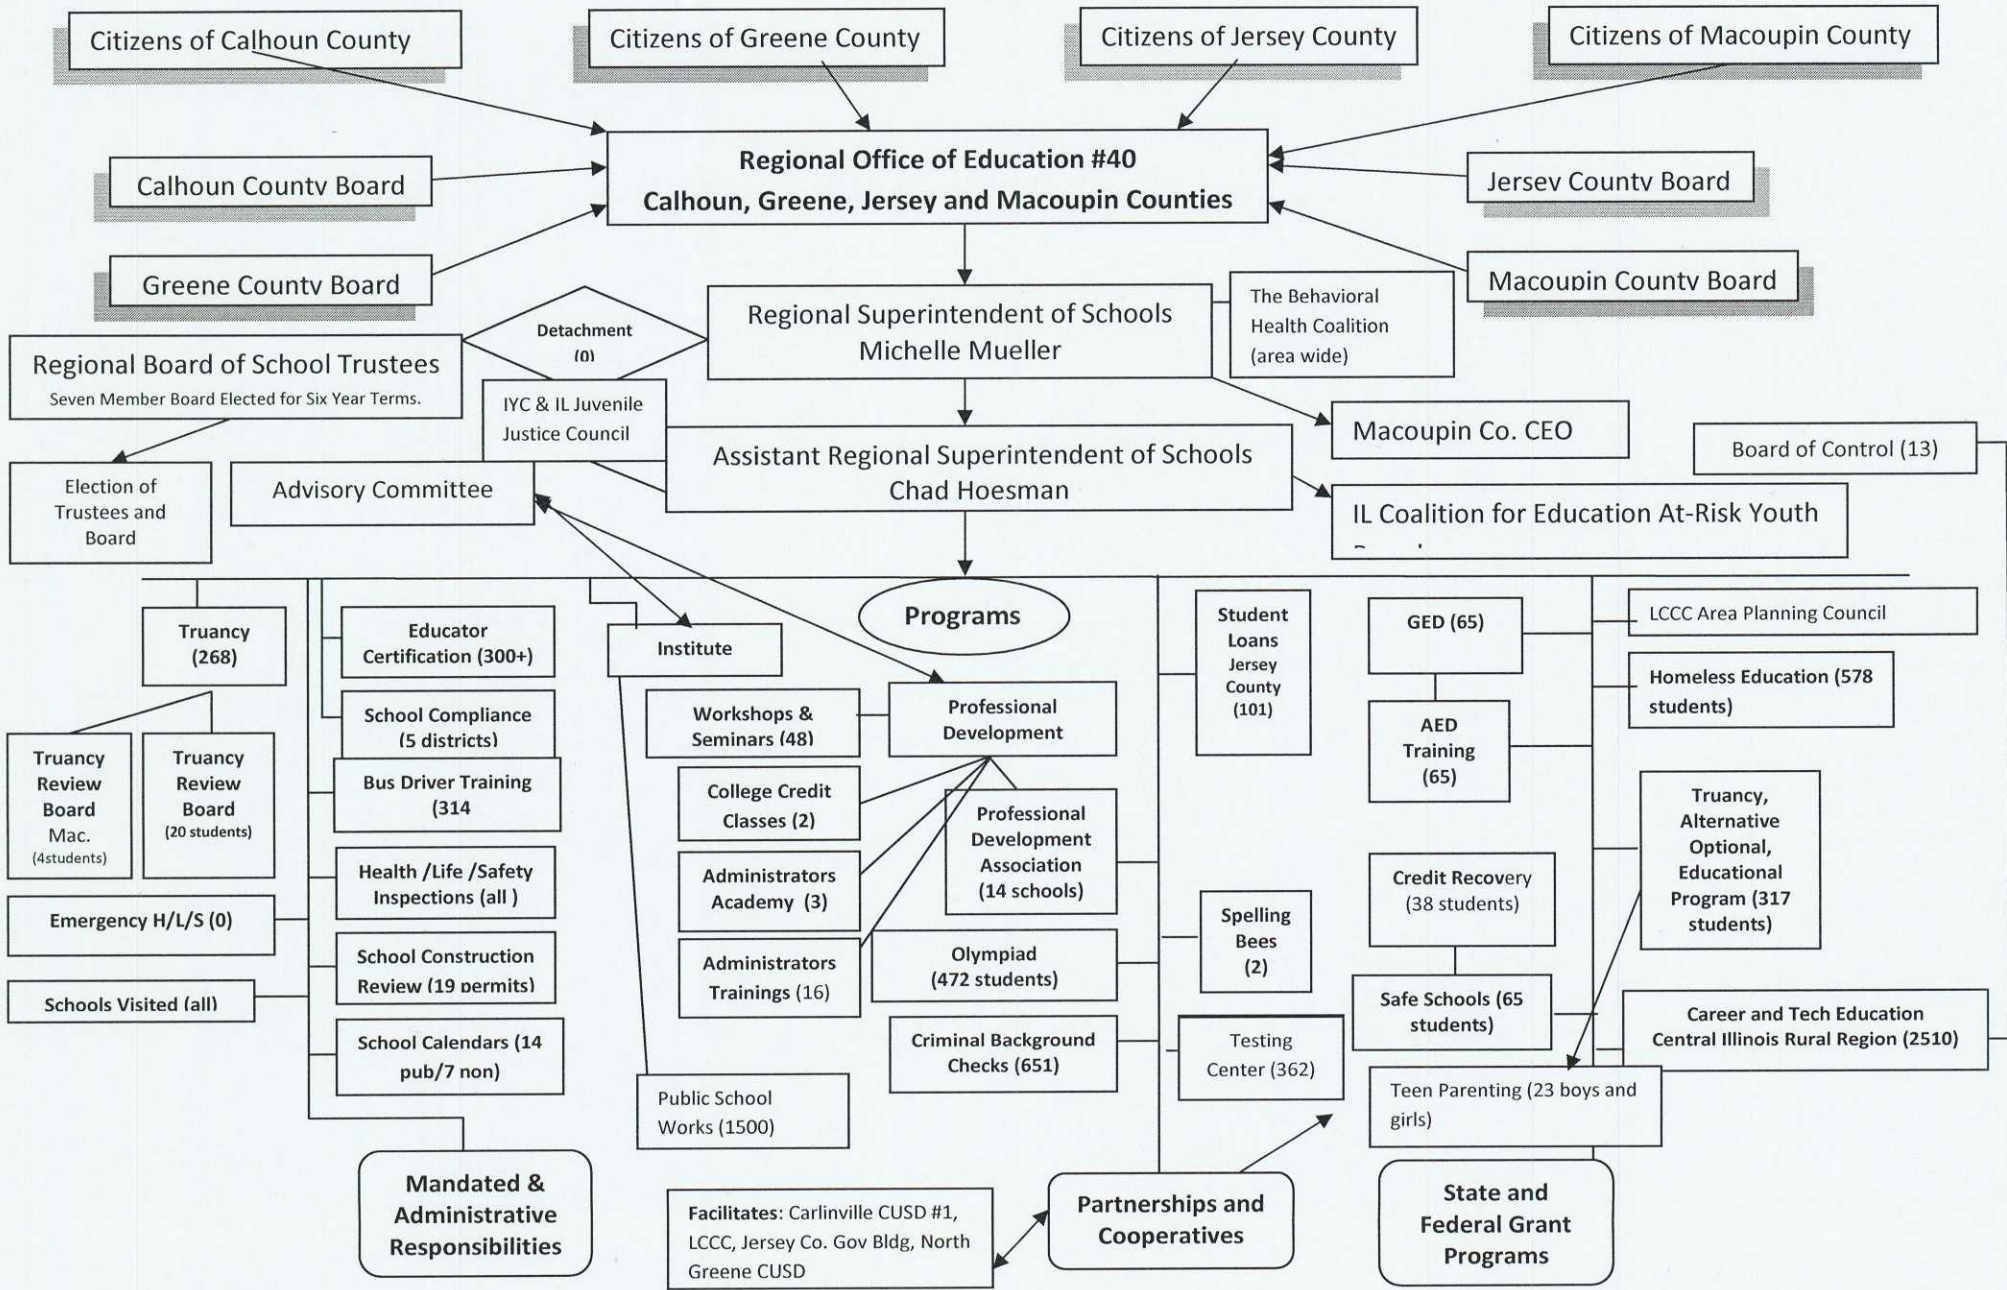 Citizens of Calhoun County
Citizens of Greene County
Citizens of Jersey County
Citizens of Macoupin County
Regional Office of Education #40
Calhoun, Greene, Jersey and Macoupin Counties
Calhoun County Board
Jersey County Board
Greene County Board
Macoupin County Board
Detachment
(0)
Regional Superintendent of Schools
Michelle Mueller
The Behavioral
Health Coalition
(area wide)
Regional Board of School Trustees
Seven Member Board Elected for Six Year Terms.
IYC & IL Juvenile
Justice Council
Macoupin Co. CEO
Board of Control (13)
Assistant Regional Superintendent of Schools
Chad Hoesman
Election of
Trustees and
Board
Advisory Committee
IL Coalition for Education At-Risk Youth
Programs
Truancy
(268)
Truancy
Review
Board
Mac.
(4students)
Truancy
Review
Board
(20 students)
Emergency H/L/S (0)
Schools Visited (all)
Educator
Certification (300+)
School Compliance
(5 districts)
Bus Driver Training
(314
Health /Life /Safety
Inspections (all )
School Construction
Review (19 permits)
School Calendars (14
pub/7 non)
Institute
Workshops &
Seminars (48)
Professional
Development
College Credit
Classes (2)
Professional
Development
Association
(14 schools)
Administrators
Academy (3)
Administrators
Trainings (16)
Olympiad
(472 students)
Criminal Background
Checks (651)
Public School
Works (1500)
Student
Loans
Jersey
County
(101)
Spelling
Bees
(2)
Testing
Center (362)
GED (65)
AED
Training
(65)
Credit Recovery
(38 students)
Safe Schools (65
students)
LCCC Area Planning Council
Homeless Education (578
students)
Truancy,
Alternative
Optional,
Educational
Program (317
students)
Career and Tech Education
Central Illinois Rural Region (2510)
Teen Parenting (23 boys and
girls)
Mandated &
Administrative
Responsibilities
Facilitates: Carlinville CUSD #1,
LCCC, Jersey Co. Gov Bldg, North
Greene CUSD
Partnerships and
Cooperatives
State and
Federal Grant
Programs